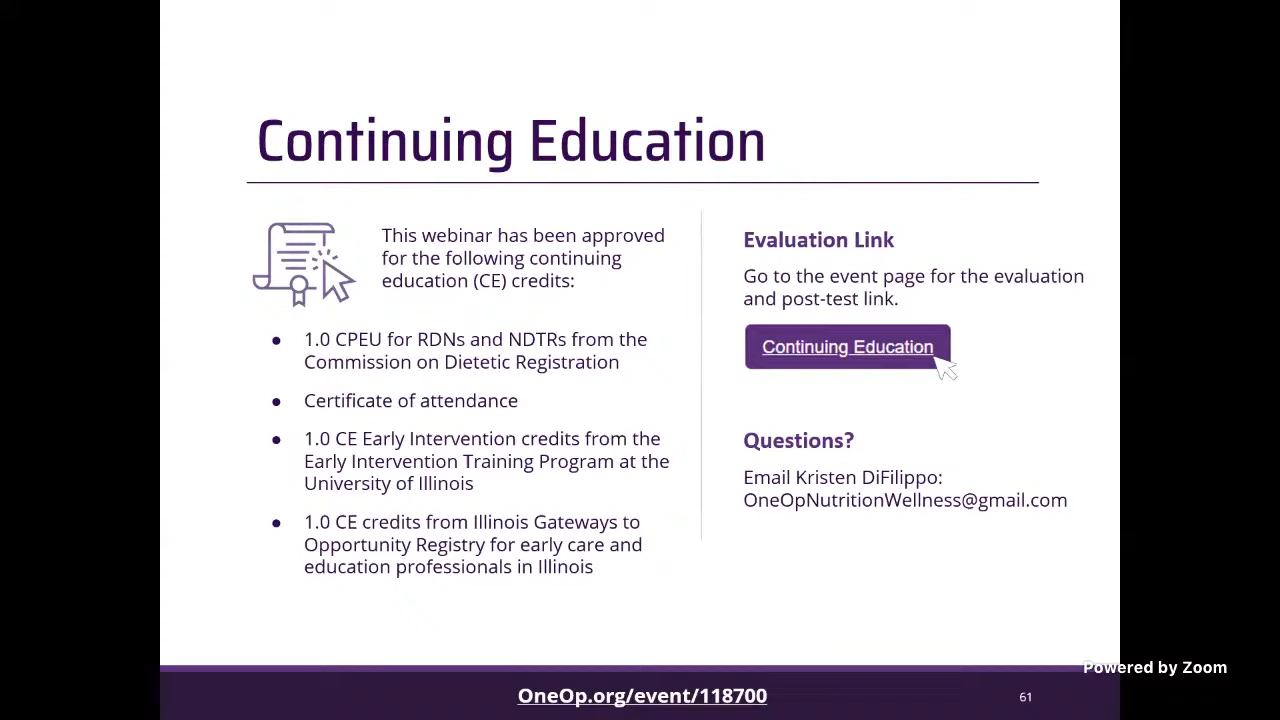 Continuing Education
This webinar has been approved
for the following continuing
education (CE) credits:
● 1.0 CPEU for RDNs and NDTRs from the
Commission on Dietetic Registration
● Certificate of attendance
● 1.0 CE Early Intervention credits from the
Early Intervention Training Program at the
University of Illinois
● 1.0 CE credits from Illinois Gateways to
Opportunity Registry for early care and
education professionals in Illinois
Evaluation Link
Go to the event page for the evaluation
and post-test link.
Continuing Education
Questions?
Email Kristen DiFilippo:
OneOpNutritionWellness@gmail.com
Powered by Zoom
OneOp.org/event/118700
61